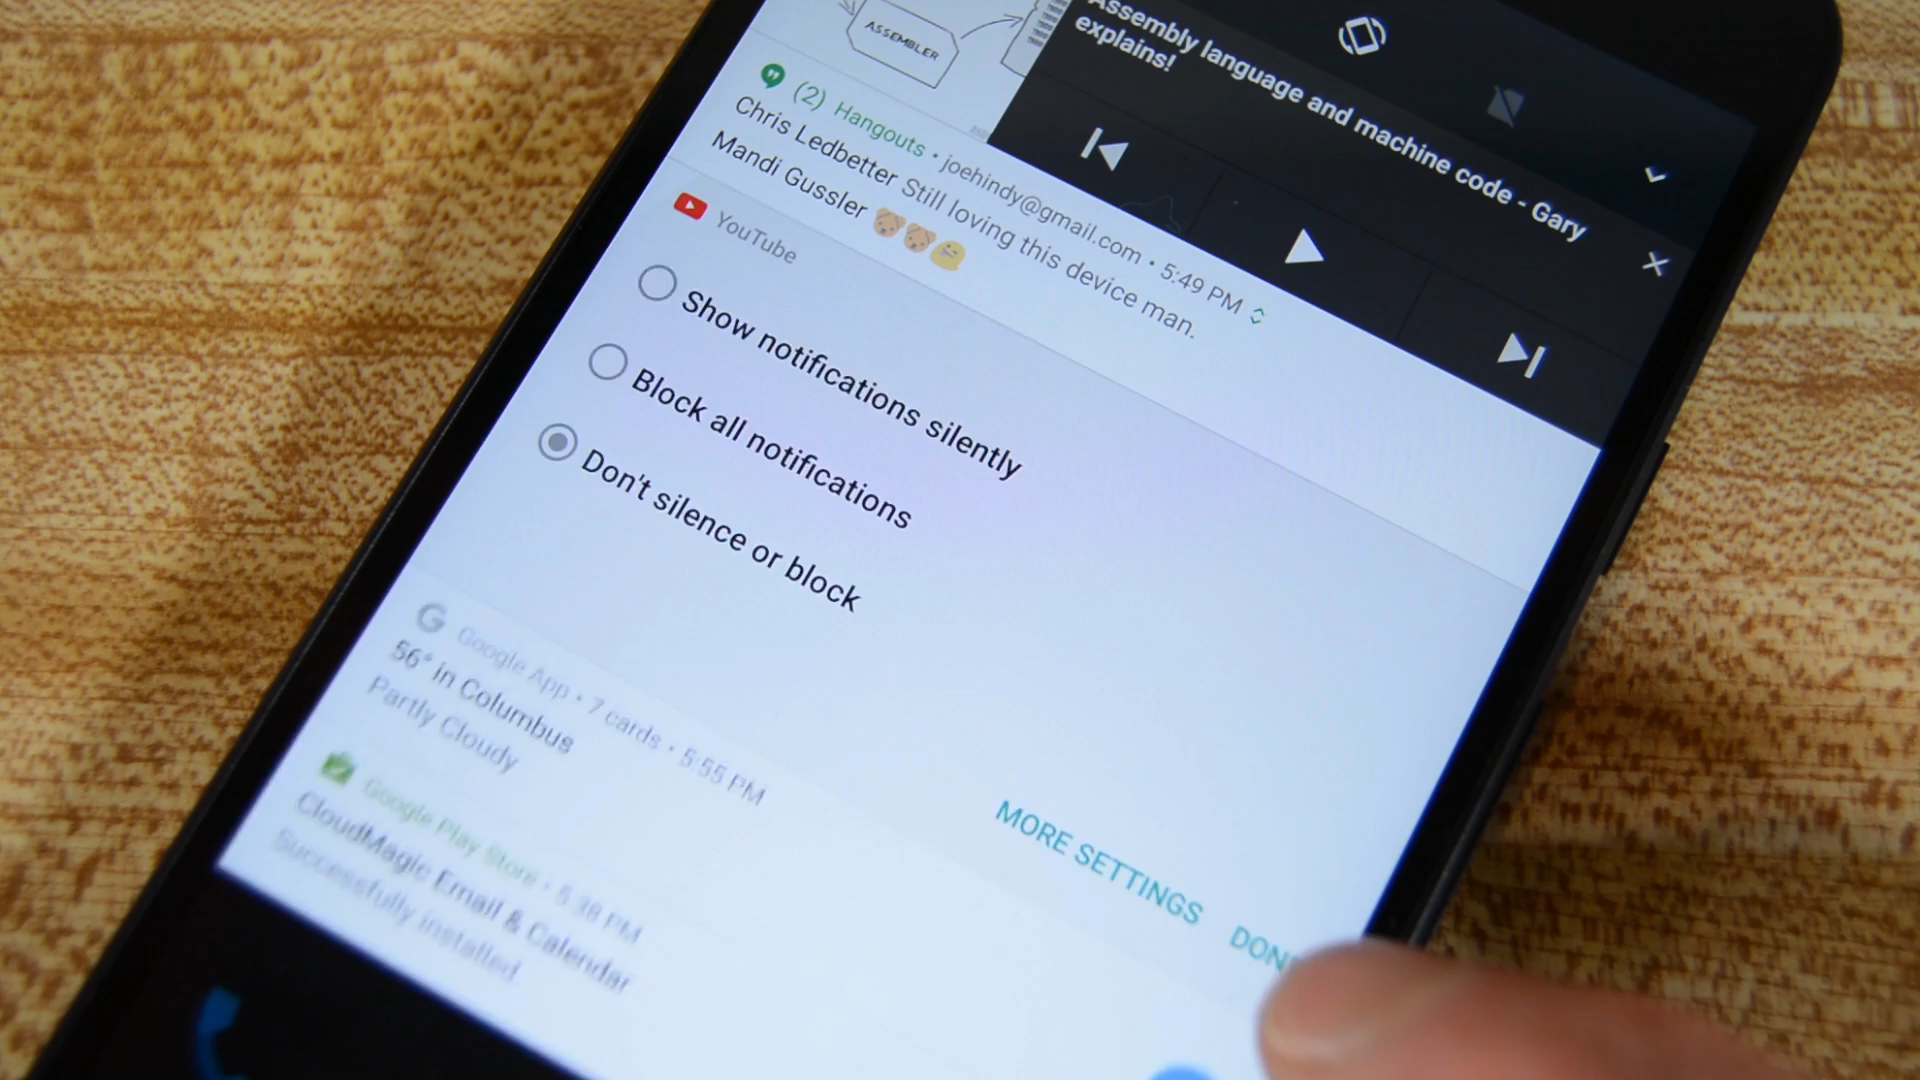 ASSEMBLER
Assembly language and machine code - Gary
explains!
(2) Hangouts • joehindy@gmail.com • 5:49 PM
Chris Ledbetter Still loving this device man.
Mandi Gussler 🐶🐶😋
YouTube
Show notifications silently
Block all notifications
Don't silence or block
MORE SETTINGS
DON
Google App • 7 cards • 5:55 PM
56° in Columbus
Partly Cloudy
Google Play Store • 5:38 PM
CloudMagic Email & Calendar
Successfully installed